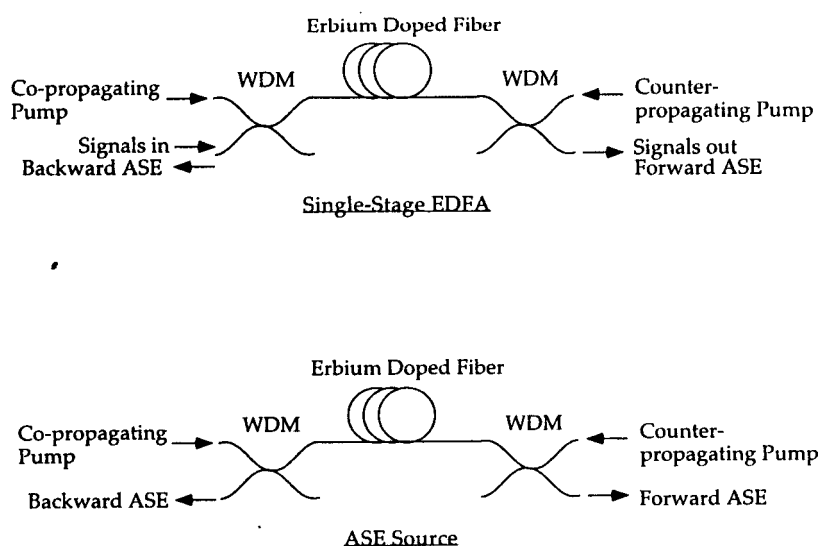 Erbium Doped Fiber
WDM
WDM
Co-propagating
Pump
Counter-
propagating Pump
Signals in
Backward ASE
Signals out
Forward ASE
Single-Stage EDFA
Erbium Doped Fiber
WDM
WDM
Co-propagating
Pump
Counter-
propagating Pump
Backward ASE
Forward ASE
ASE Source